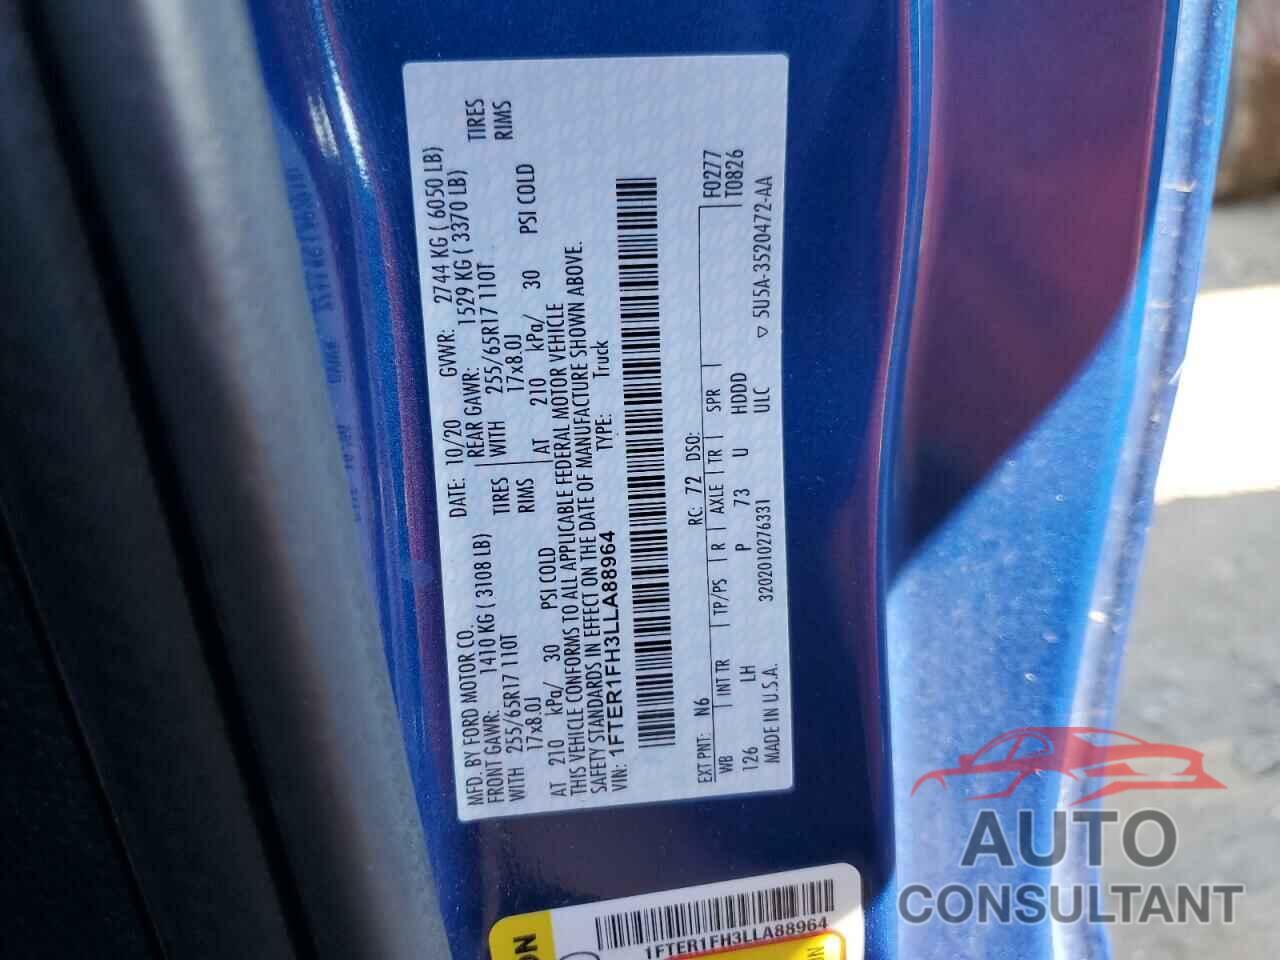 MFD. BY FORD MOTOR CO.
DATE: 10/20 GVWR: 2744 KG ( 6050 LB)
FRONT GAWR: 1410 KG ( 3108 LB) REAR GAWR: 1529 KG ( 3370 LB)
WITH 255/65R17 110T TIRES WITH 255/65R17 110T TIRES
17x8.0J RIMS 17x8.0J RIMS
AT 210 kPa/ 30 PSI COLD AT 210 kPa/ 30 PSI COLD
THIS VEHICLE CONFORMS TO ALL APPLICABLE FEDERAL MOTOR VEHICLE
SAFETY STANDARDS IN EFFECT ON THE DATE OF MANUFACTURE SHOWN ABOVE.
VIN: 1FTER1FH3LLA88964 TYPE: Truck
F0277
EXT PNT: N6 RC: 72 DSO: T0826
WB INT TR TP/PS R AXLE TR SPR
126 LH P 73 U HDDD
MADE IN U.S.A. 320201027633​1 ULC ▽ 5U5A-3520472-AA
1FTER1FH3LLA88964
AUTO
CONSULTANT